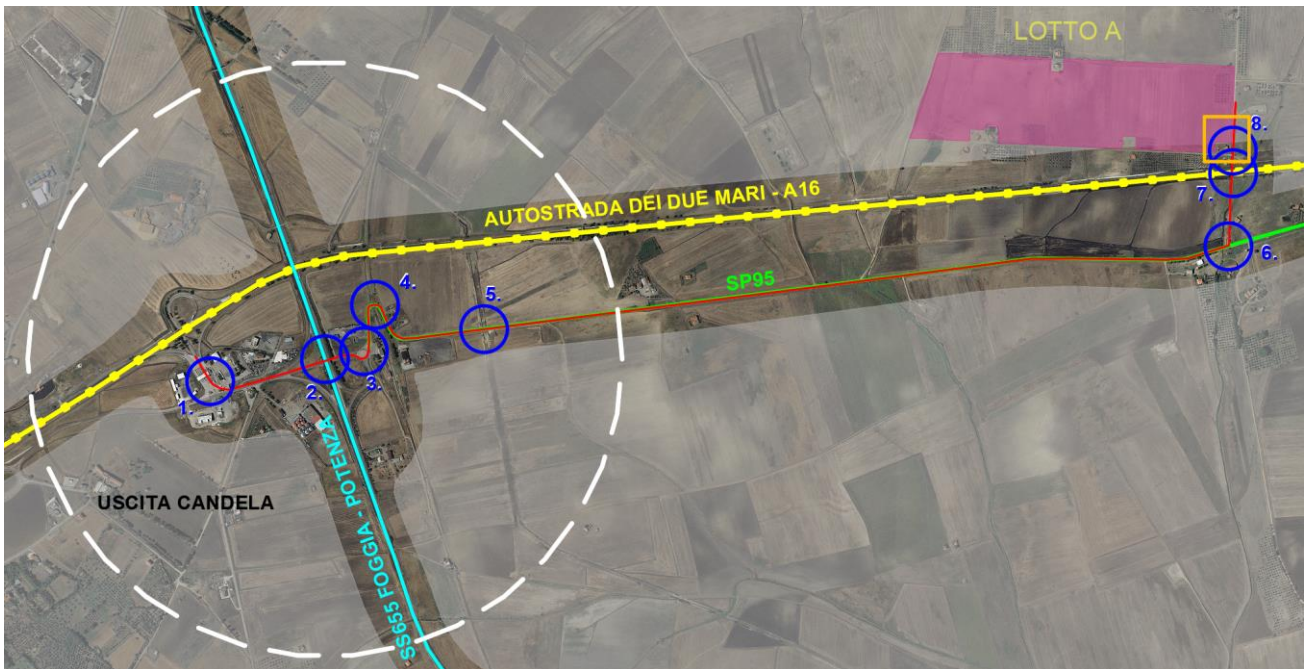 LOTTO A
8.
AUTOSTRADA DEI DUE MARI - A16
7.
6.
SP95
4.
5.
1.
2.
3.
SS655 FOGGIA - POTENZA
USCITA CANDELA